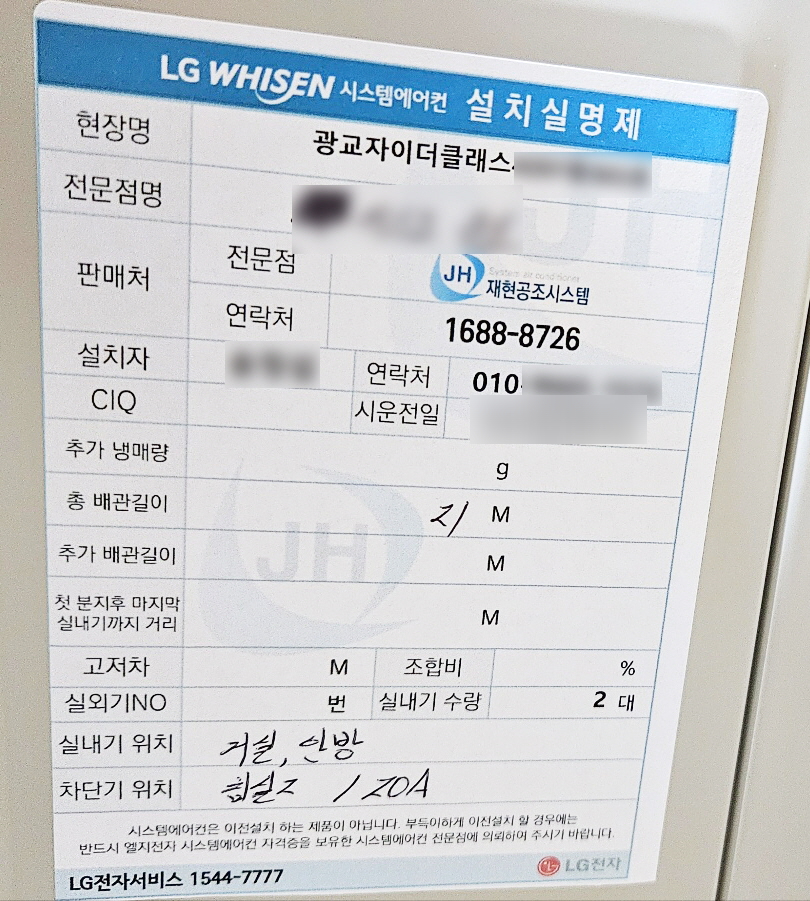 LG WHISEN 시스템에어컨 설치실명제
현장명 광교자이더클래스
전문점명
판매처 전문점 JH System air cond home 재현공조시스템
연락처 1688-8726
설치자 연락처 010-
CIQ 시운전일
추가 냉매량 g
총 배관길이 21 M
추가 배관길이 M
첫 분지후 마지막
실내기까지 거리 M
고저차 M 조합비 %
실외기NO 번 실내기 수량 2 대
실내기 위치 거실, 안방
차단기 위치 / 20A
시스템에어컨은 이전설치 하는 제품이 아닙니다. 부득이하게 이전설치 할 경우에는
반드시 엘지전자 시스템에어컨 자격증을 보유한 시스템에어컨 전문점에 의뢰하여 주시기 바랍니다.
LG전자서비스 1544-7777 LG전자